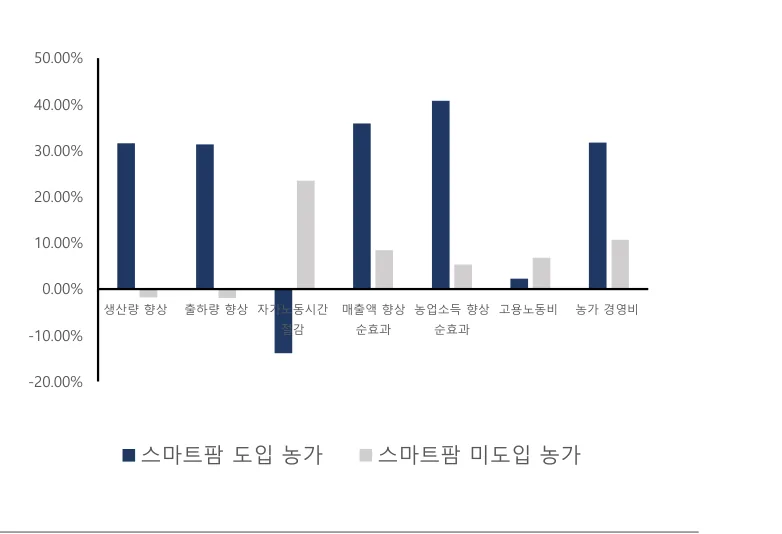 50.00%
40.00%
30.00%
20.00%
10.00%
0.00%
-10.00%
-20.00%
생산량 향상 출하량 향상 자가노동시간 매출액 향상 농업소득 향상 고용노동비 농가 경영비
절감 순효과 순효과
스마트팜 도입 농가 스마트팜 미도입 농가